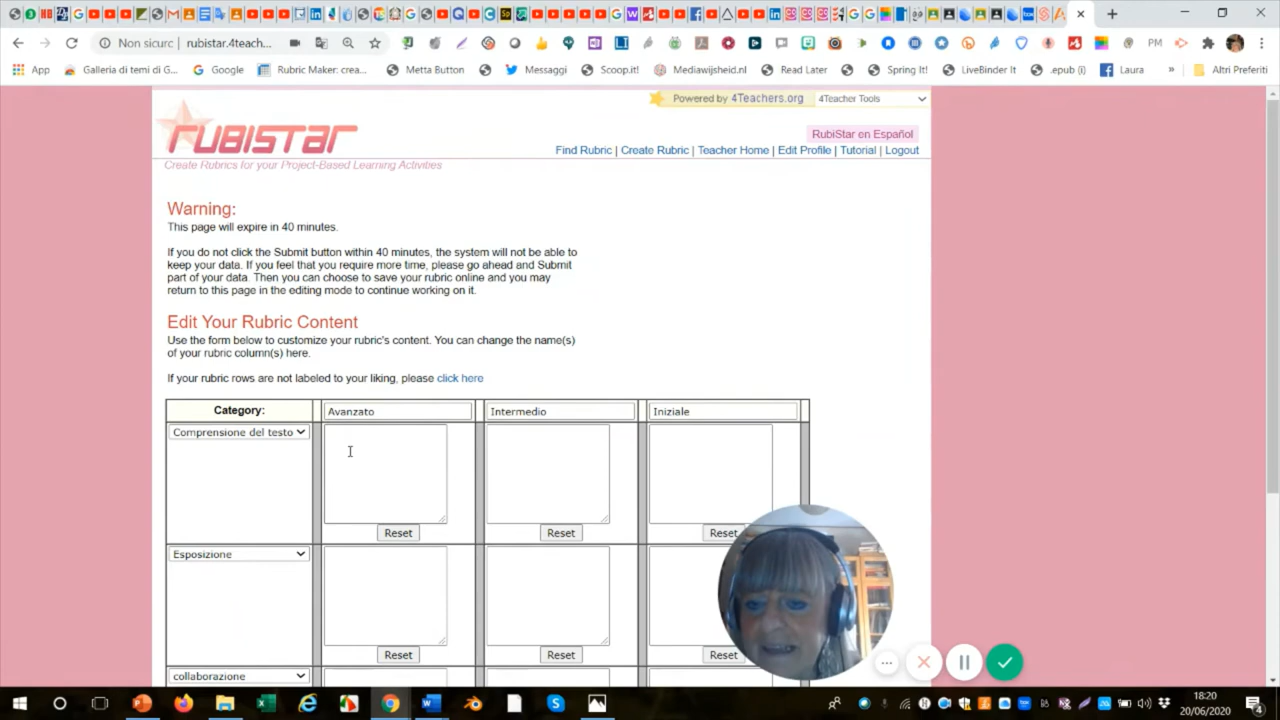 Non sicurc
rubistar.4teach...
PM
App
Galleria di temi di G...
Google
Rubric Maker: crea...
Metta Button
Messaggi
Scoop.it!
Mediawijsheid.nl
Read Later
Spring It!
LiveBinder It
.epub (i)
Laura
»
Altri Preferiti
Powered by 4Teachers.org
4Teacher Tools
RUBISTAR
Create Rubrics for your Project-Based Learning Activities
RubiStar en Español
Find Rubric | Create Rubric | Teacher Home | Edit Profile | Tutorial | Logout
Warning:
This page will expire in 40 minutes.
If you do not click the Submit button within 40 minutes, the system will not be able to
keep your data. If you feel that you require more time, please go ahead and Submit
part of your data. Then you can choose to save your rubric online and you may
return to this page in the editing mode to continue working on it.
Edit Your Rubric Content
Use the form below to customize your rubric's content. You can change the name(s)
of your rubric column(s) here.
If your rubric rows are not labeled to your liking, please click here
Category:
Avanzato
Intermedio
Iniziale
Comprensione del testo
Reset
Reset
Reset
Esposizione
Reset
Reset
Reset
collaborazione
18:20
20/06/2020